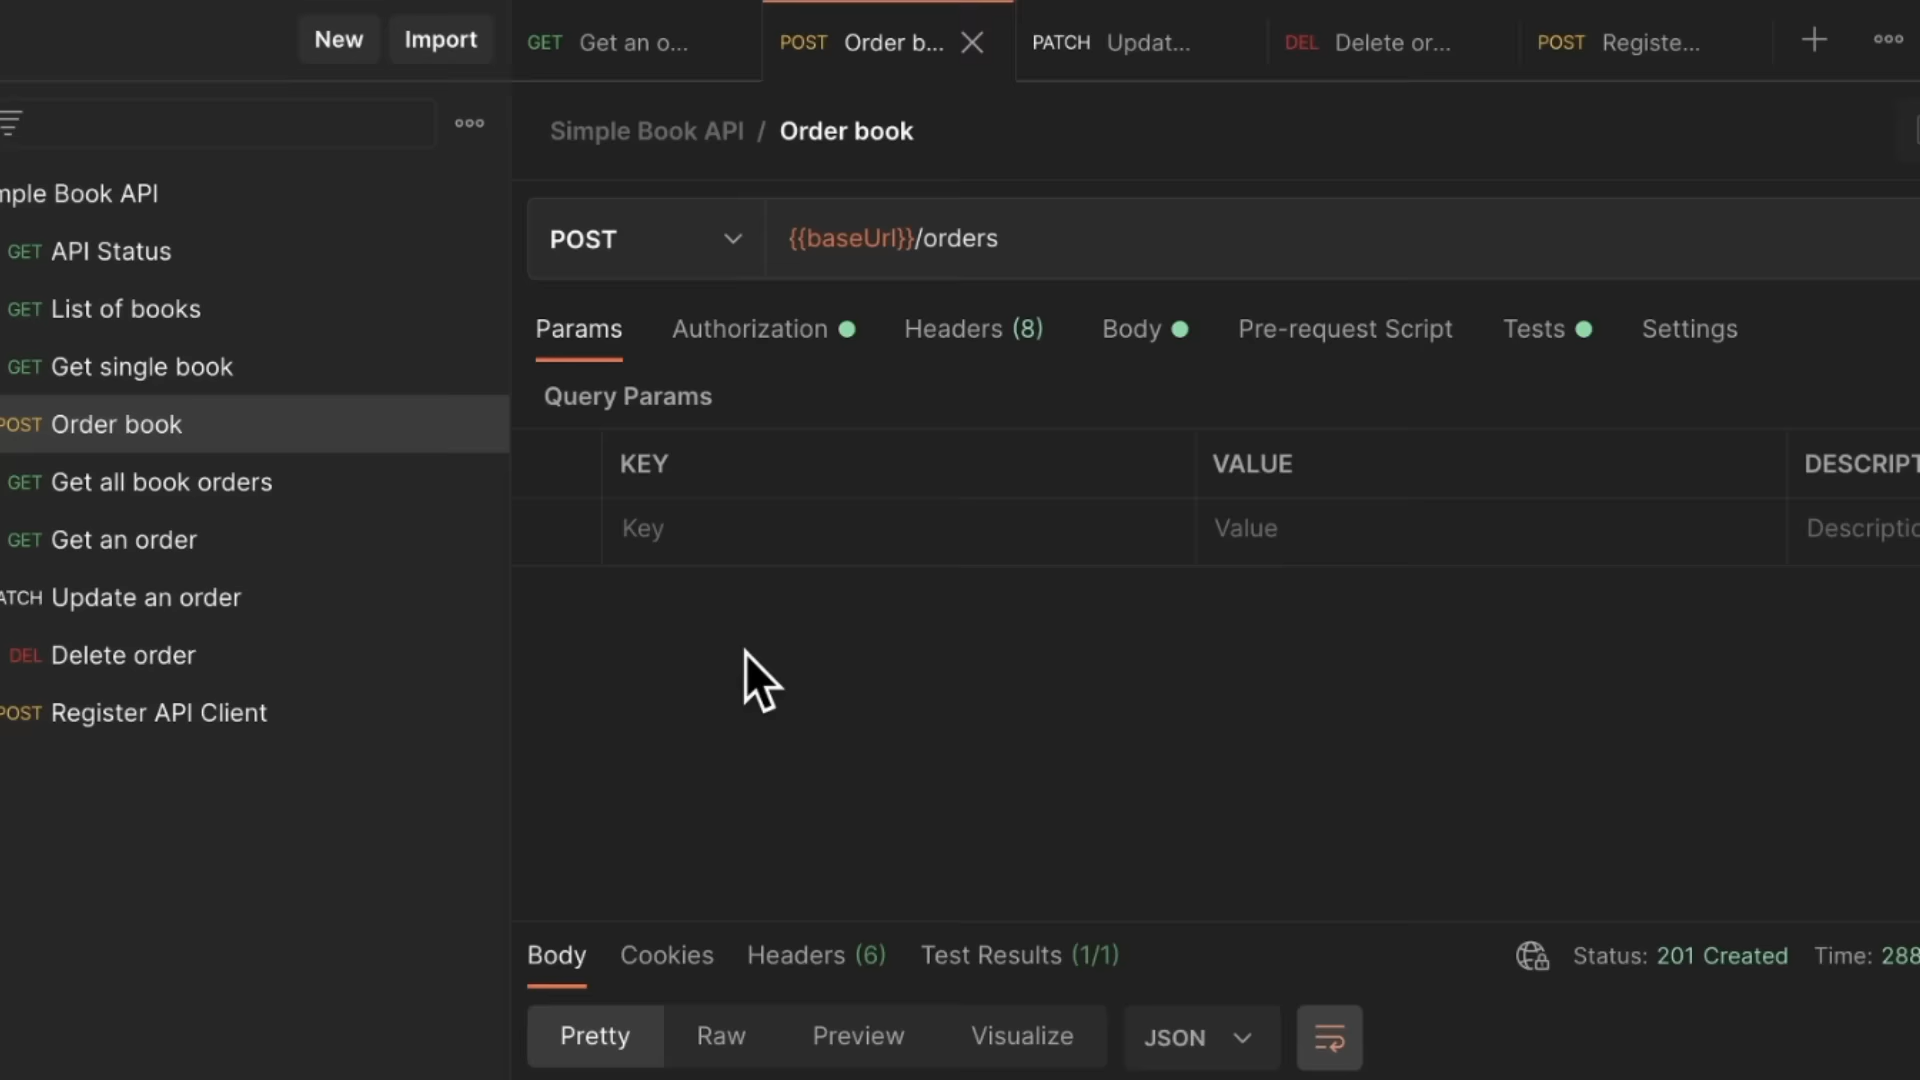 New Import
GET Get an o... POST Order b... PATCH Updat... DEL Delete or... POST Registe...
Simple Book API / Order book
mple Book API
GET API Status
GET List of books
GET Get single book
POST Order book
GET Get all book orders
GET Get an order
ATCH Update an order
DEL Delete order
POST Register API Client
POST {{baseUrl}}/orders
Params Authorization Headers (8) Body Pre-request Script Tests Settings
Query Params
KEY VALUE DESCRIPT
Key Value Descriptic
Body Cookies Headers (6) Test Results (1/1) Status: 201 Created Time: 288
Pretty Raw Preview Visualize JSON